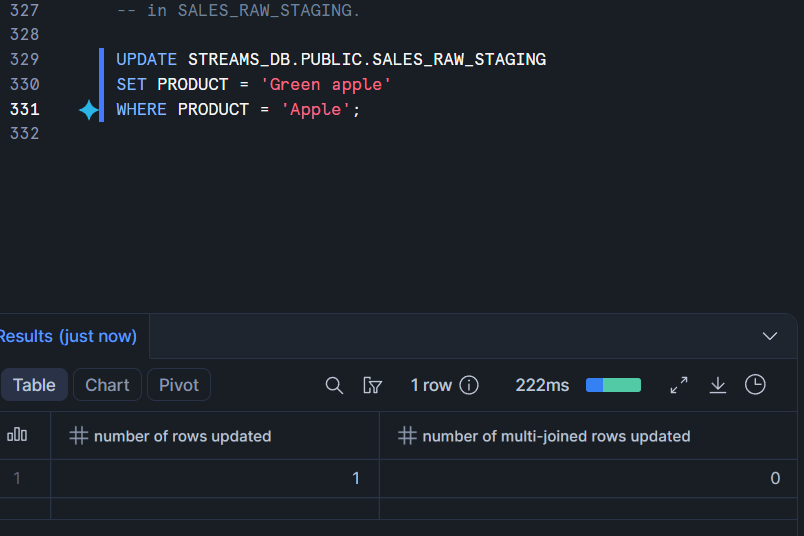 327 -- in SALES_RAW_STAGING.
328
329 UPDATE STREAMS_DB.PUBLIC.SALES_RAW_STAGING
330 SET PRODUCT = 'Green apple'
331 WHERE PRODUCT = 'Apple';
332
Results (just now)
Table Chart Pivot 1 row 222ms
number of rows updated number of multi-joined rows updated
1 1 0